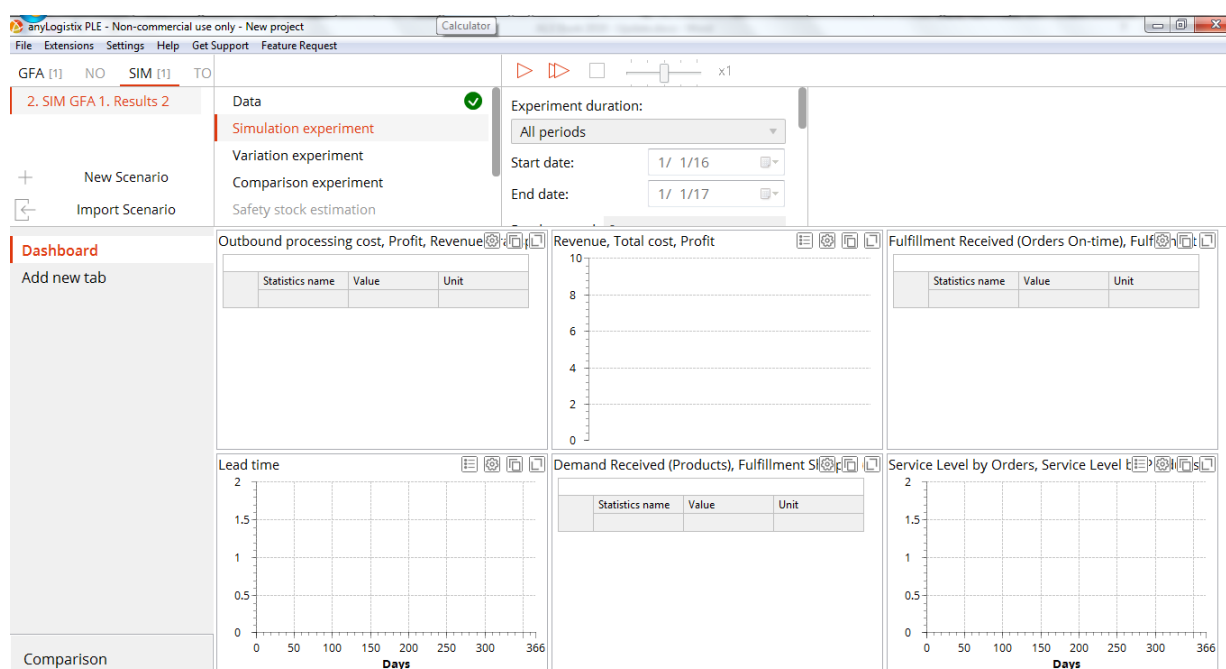 anyLogistix PLE - Non-commercial use only - New project
Calculator
File Extensions Settings Help Get Support Feature Request
GFA [1] NO SIM [1] TO
x1
2. SIM GFA 1. Results 2
New Scenario
Import Scenario
Data
Simulation experiment
Variation experiment
Comparison experiment
Safety stock estimation
Experiment duration:
All periods
Start date: 1/ 1/16
End date: 1/ 1/17
Dashboard
Add new tab
Comparison
Outbound processing cost, Profit, Revenue
Statistics name Value Unit
Revenue, Total cost, Profit
10
8
6
4
2
0
Fulfillment Received (Orders On-time),
Statistics name Value Unit
Lead time
2
1.5
1
0.5
0
0 50 100 150 200 250 300 366
Days
Demand Received (Products), Fulfillment
Statistics name Value Unit
Service Level by Orders, Service Level
2
1.5
1
0.5
0
0 50 100 150 200 250 300 366
Days